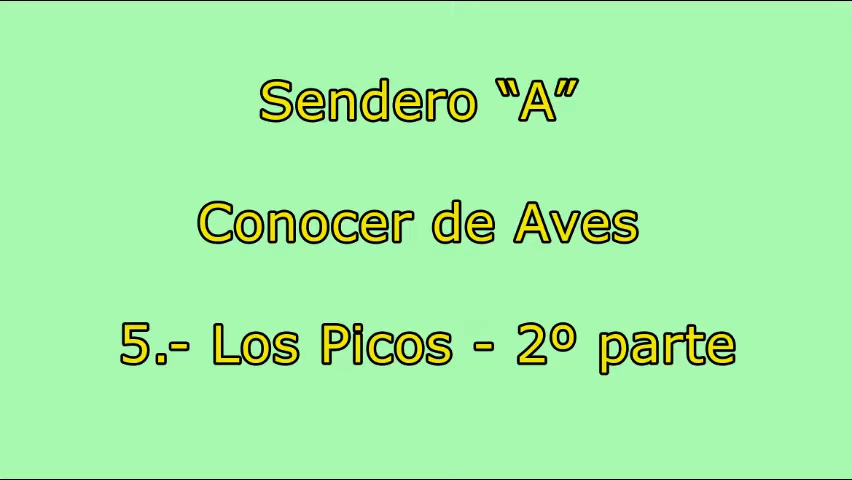 Sendero “A”
Conocer de Aves
5.- Los Picos - 2º parte